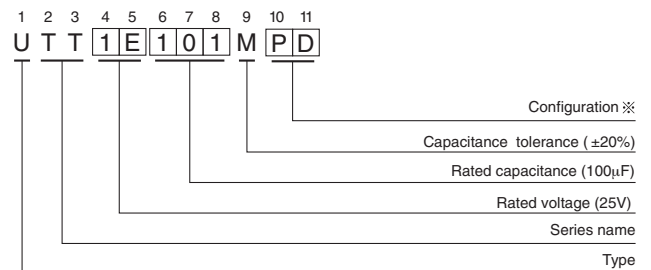 1 2 3 4 5 6 7 8 9 10 11
U T T 1 E 1 0 1 M P D
Configuration ※
Capacitance tolerance ( ±20%)
Rated capacitance (100μF)
Rated voltage (25V)
Series name
Type